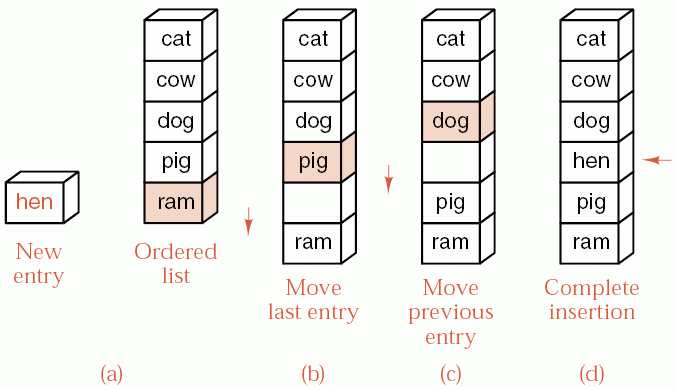 hen
New
entry
cat
cow
dog
pig
ram
Ordered
list
(a)
cat
cow
dog
pig
ram
Move
last entry
(b)
cat
cow
dog
pig
ram
Move
previous
entry
(c)
cat
cow
dog
hen
pig
ram
Complete
insertion
(d)